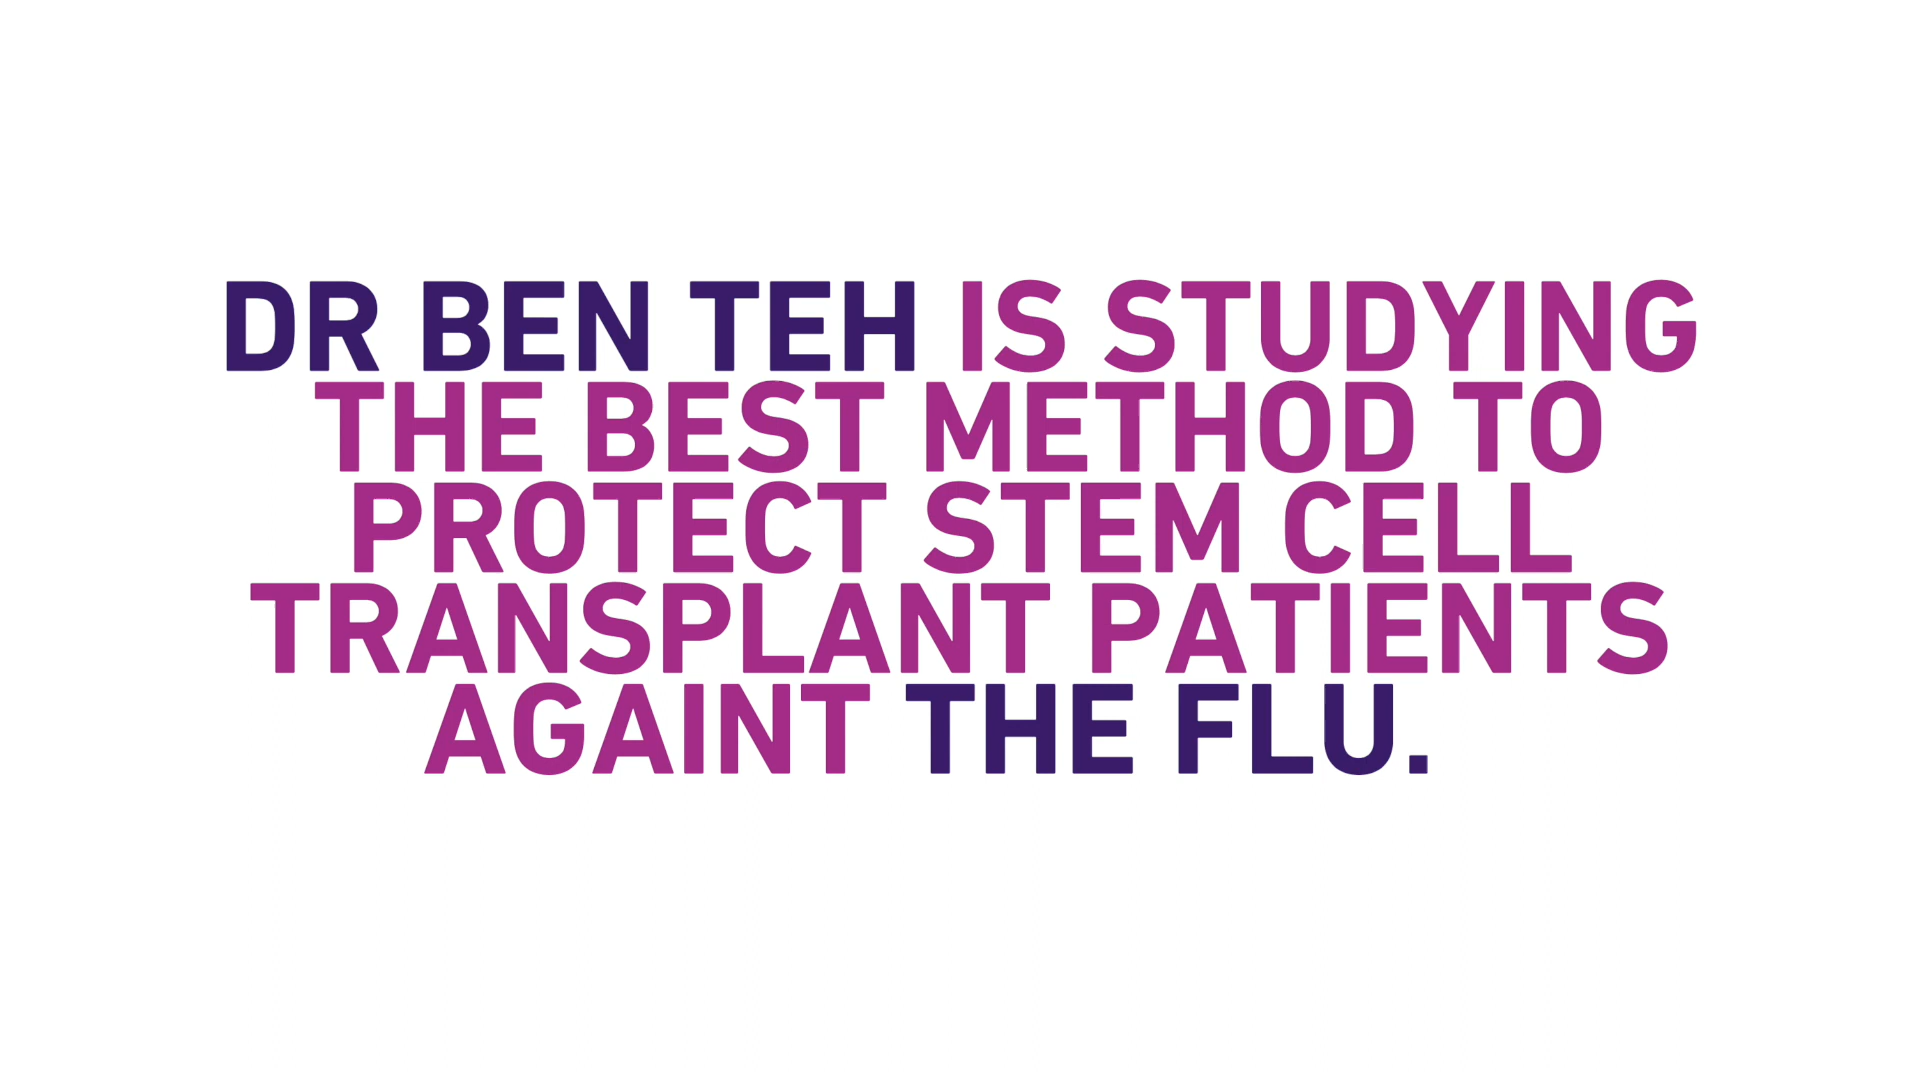 DR BEN TEH IS STUDYING
THE BEST METHOD TO
PROTECT STEM CELL
TRANSPLANT PATIENTS
AGAINT THE FLU.